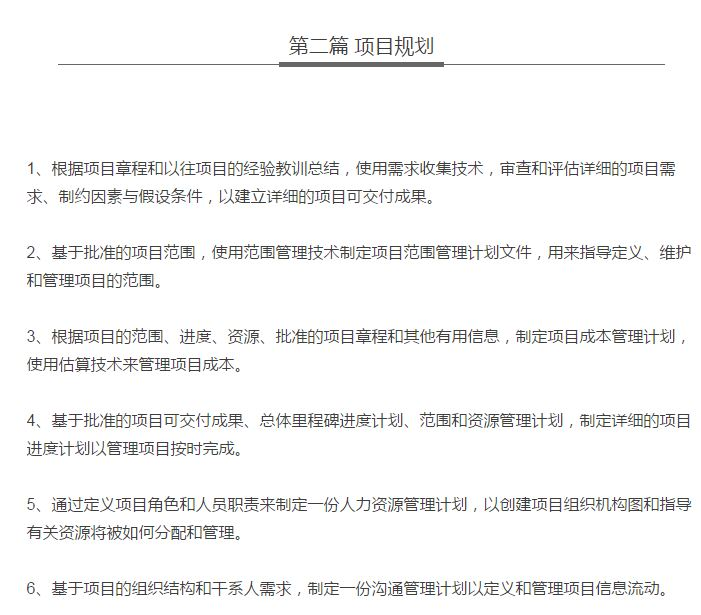 第二篇 项目规划
1、根据项目章程和以往项目的经验教训总结，使用需求收集技术，审查和评估详细的项目需
求、制约因素与假设条件，以建立详细的项目可交付成果。
2、基于批准的项目范围，使用范围管理技术制定项目范围管理计划文件，用来指导定义、维护
和管理项目的范围。
3、根据项目的范围、进度、资源、批准的项目章程和其他有用信息，制定项目成本管理计划，
使用估算技术来管理项目成本。
4、基于批准的项目可交付成果、总体里程碑进度计划、范围和资源管理计划，制定详细的项目
进度计划以管理项目按时完成。
5、通过定义项目角色和人员职责来制定一份人力资源管理计划，以创建项目组织机构图和指导
有关资源将被如何分配和管理。
6、基于项目的组织结构和干系人需求，制定一份沟通管理计划以定义和管理项目信息流动。